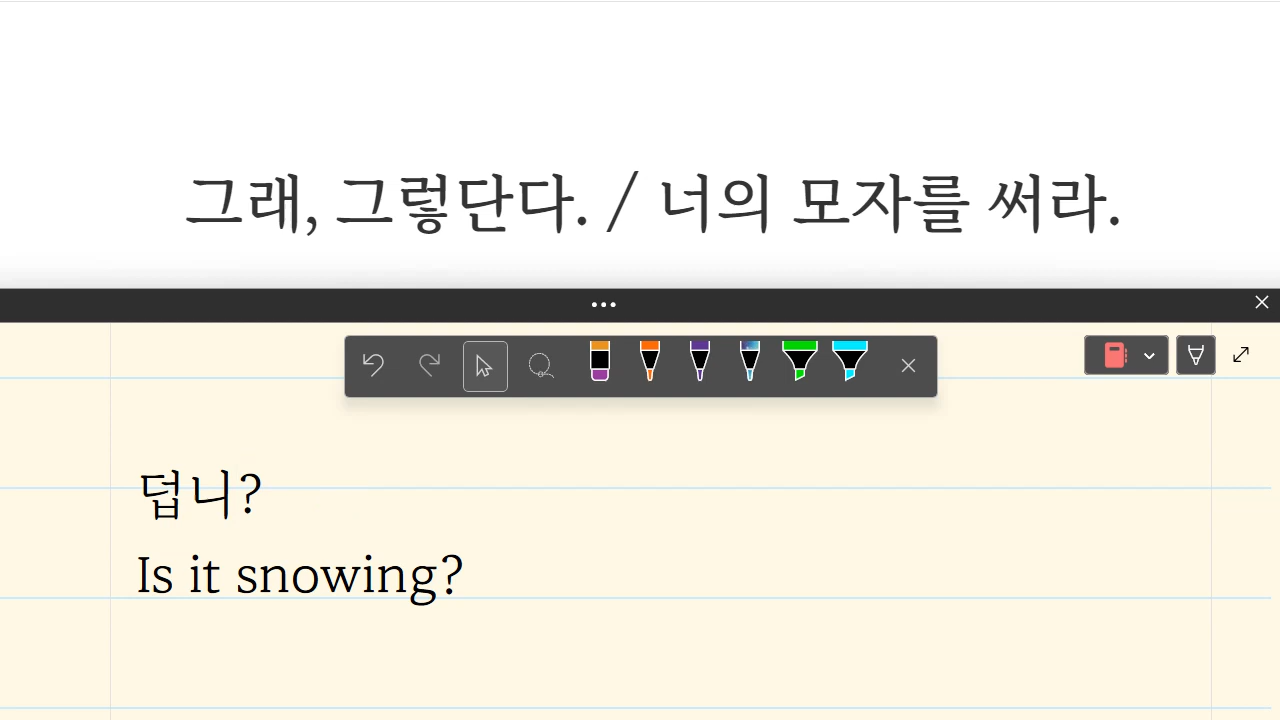 그래, 그렇단다. / 너의 모자를 써라.
덥니?
Is it snowing?